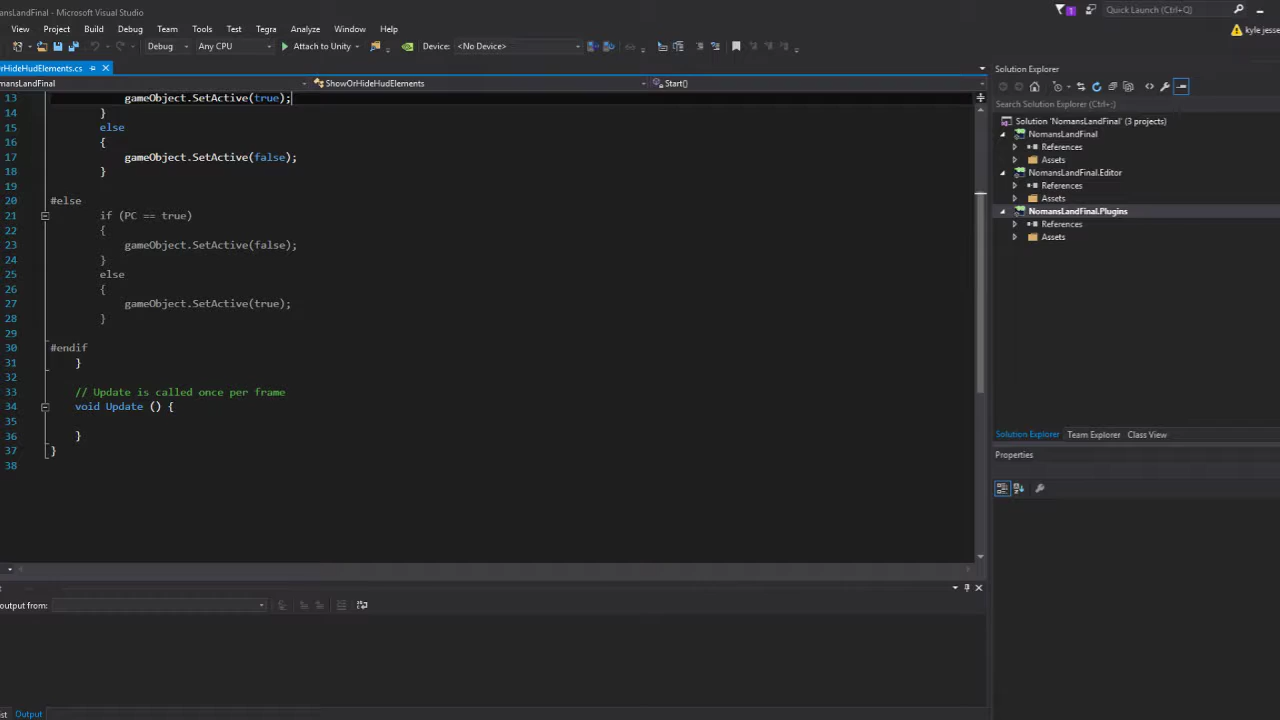 ansLandFinal - Microsoft Visual Studio
Quick Launch (Ctrl+Q)
View Project Build Debug Team Tools Test Tegra Analyze Window Help
kyle jesse
Debug Any CPU Attach to Unity Device: <No Device>
rHideHudElements.cs
Solution Explorer
mansLandFinal ShowOrHideHudElements Start()
Search Solution Explorer (Ctrl+;)
Solution 'NomansLandFinal' (3 projects)
NomansLandFinal
References
Assets
NomansLandFinal.Editor
References
Assets
NomansLandFinal.Plugins
References
Assets
13 gameObject.SetActive(true);
14 }
15 else
16 {
17 gameObject.SetActive(false);
18 }
19
20 #else
21 if (PC == true)
22 {
23 gameObject.SetActive(false);
24 }
25 else
26 {
27 gameObject.SetActive(true);
28 }
29
30 #endif
31 }
32
33 // Update is called once per frame
34 void Update () {
35
36 }
37 }
38
Solution Explorer Team Explorer Class View
Properties
output from:
st Output